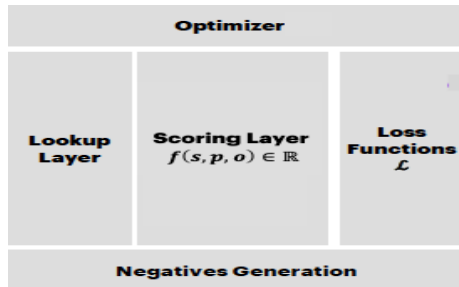 Optimizer
Lookup
Layer
Scoring Layer
f(s, p, o) ∈ ℝ
Loss
Functions
ℒ
Negatives Generation